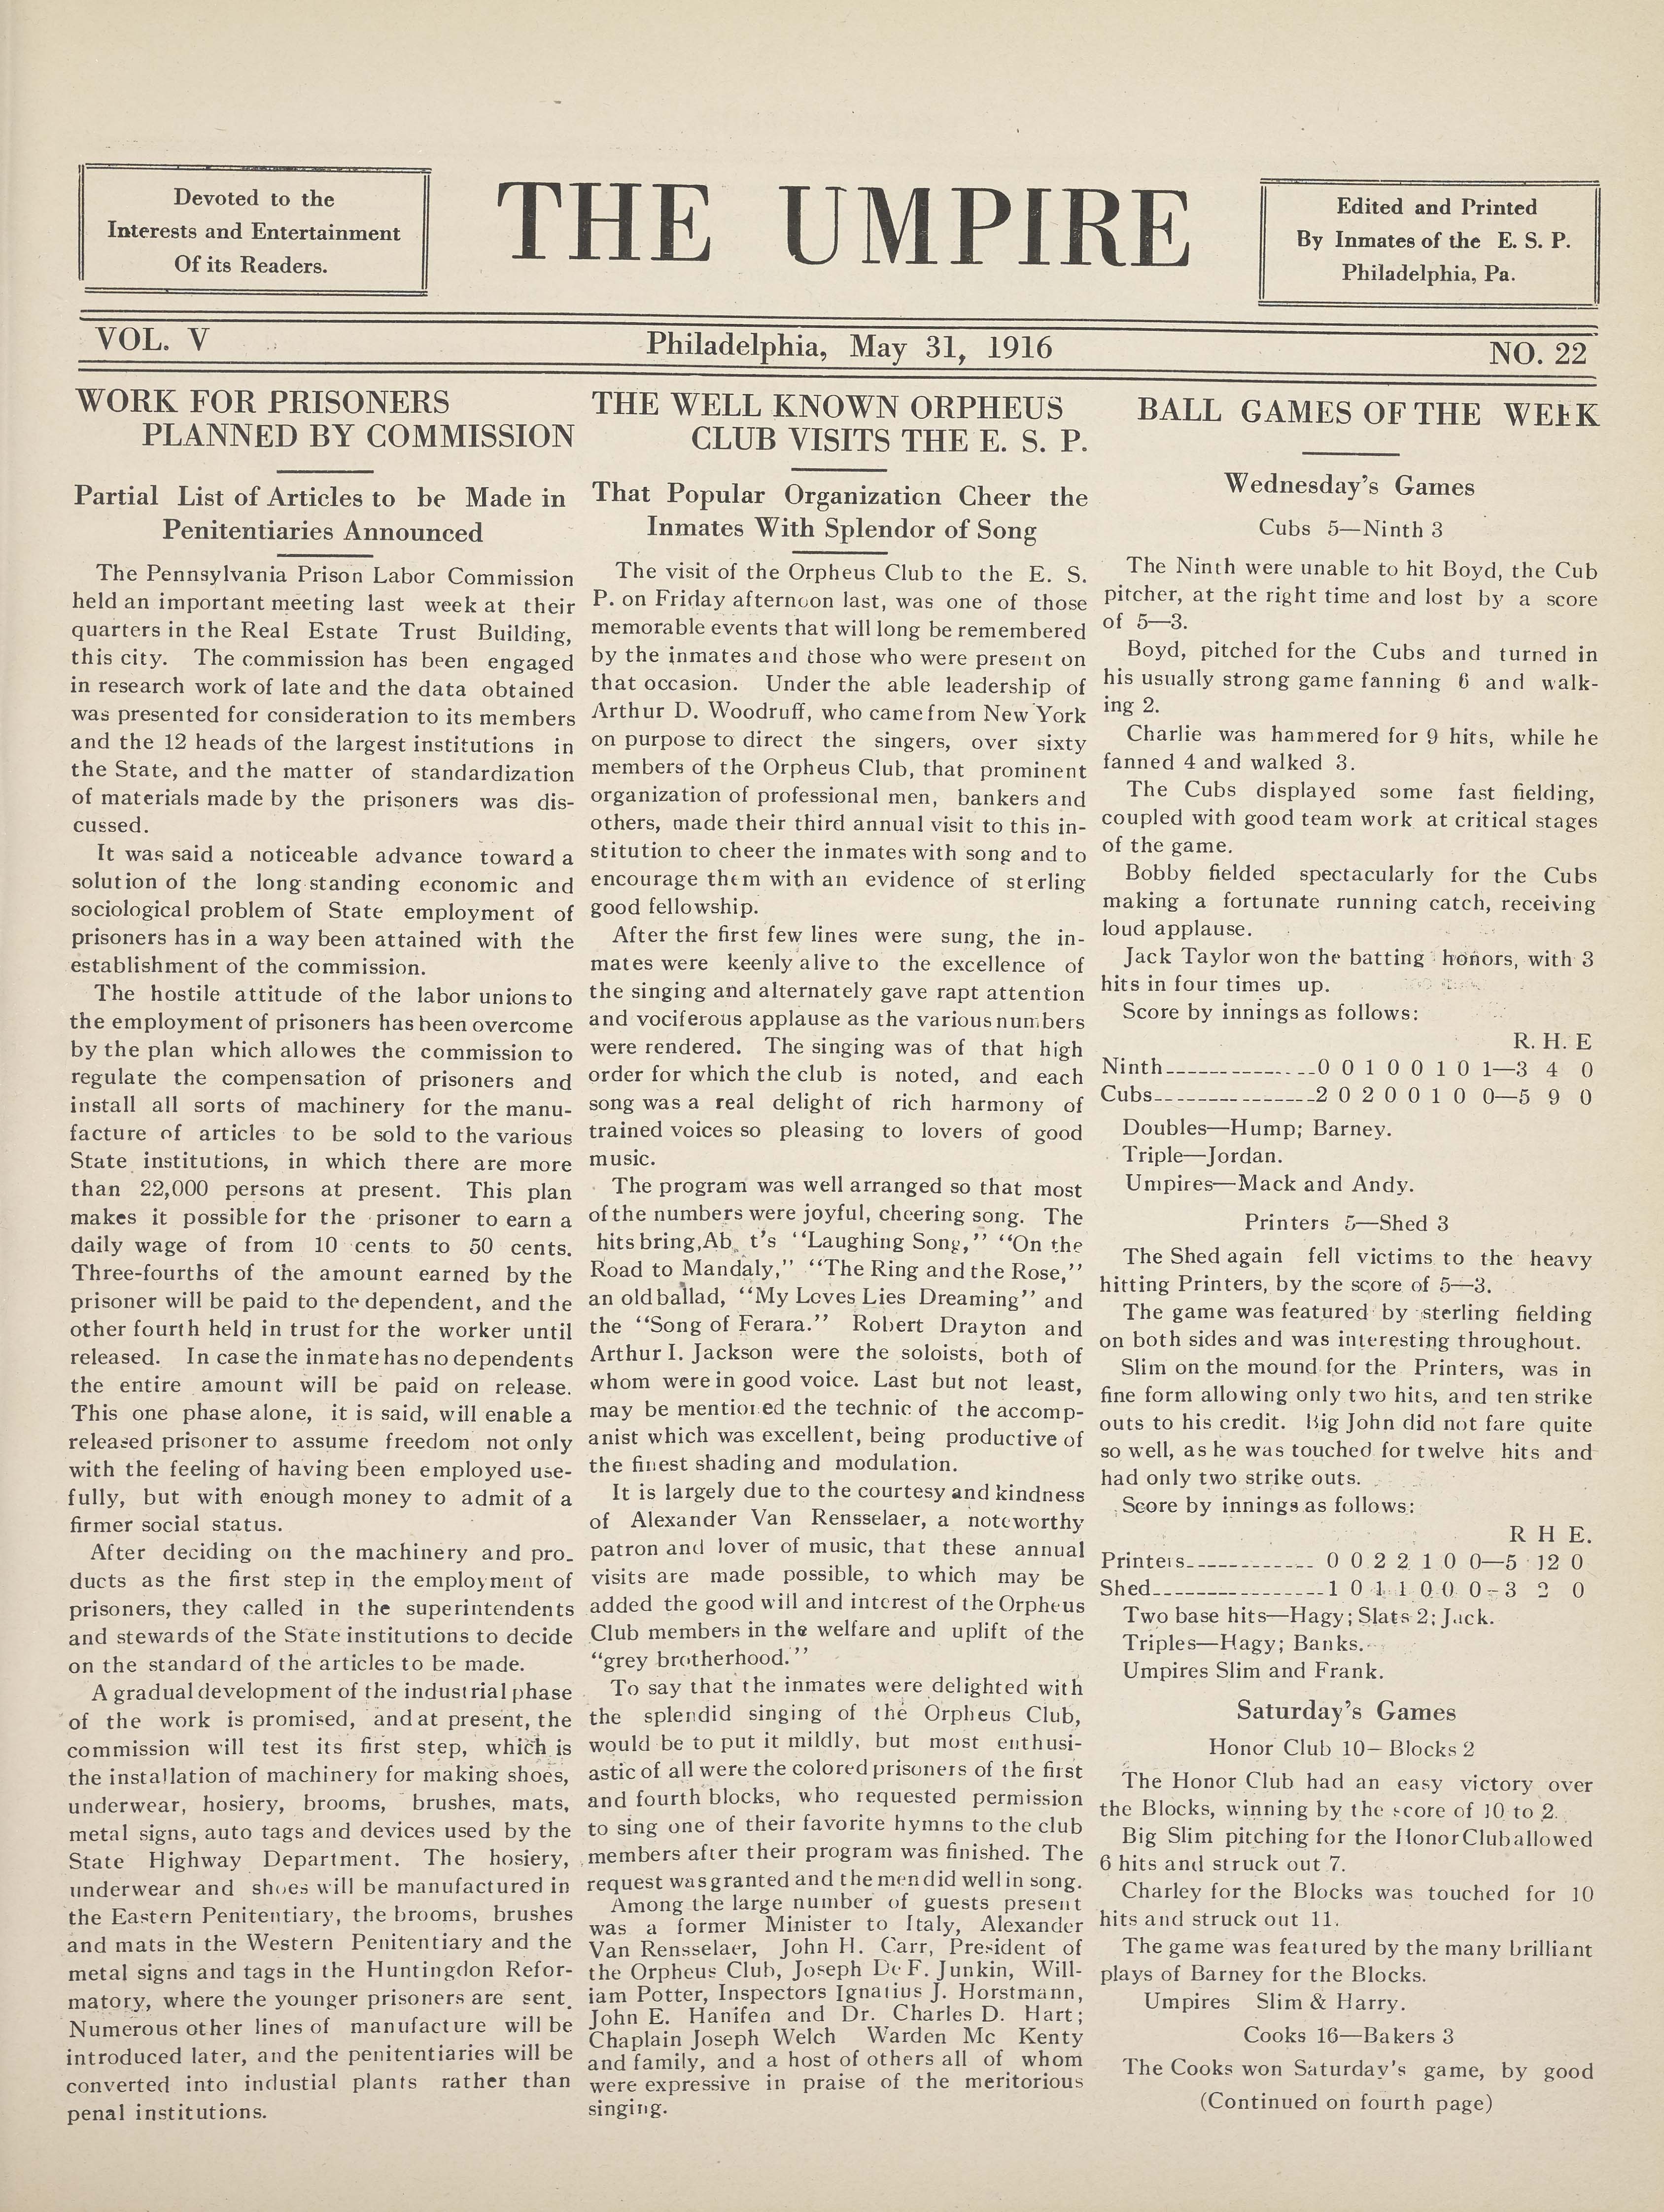 Devoted to the
Interests and Entertainment
Of its Readers.
THE UMPIRE
Edited and Printed
By Inmates of the E. S. P.
Philadelphia, Pa.
VOL. V
Philadelphia, May 31, 1916
NO. 22
WORK FOR PRISONERS
PLANNED BY COMMISSION
Partial List of Articles to be Made in
Penitentiaries Announced
The Pennsylvania Prison Labor Commission
held an important meeting last week at their
quarters in the Real Estate Trust Building,
this city. The commission has been engaged
in research work of late and the data obtained
was presented for consideration to its members
and the 12 heads of the largest institutions in
the State, and the matter of standardization
of materials made by the prisoners was dis-
cussed.
It was said a noticeable advance toward a
solution of the long standing economic and
sociological problem of State employment of
prisoners has in a way been attained with the
establishment of the commission.
The hostile attitude of the labor unions to
the employment of prisoners has been overcome
by the plan which allowes the commission to
regulate the compensation of prisoners and
install all sorts of machinery for the manu-
facture of articles to be sold to the various
State institutions, in which there are more
than 22,000 persons at present. This plan
makes it possible for the prisoner to earn a
daily wage of from 10 cents to 50 cents.
Three-fourths of the amount earned by the
prisoner will be paid to the dependent, and the
other fourth held in trust for the worker until
released. In case the inmate has no dependents
the entire amount will be paid on release.
This one phase alone, it is said, will enable a
released prisoner to assume freedom not only
with the feeling of having been employed use-
fully, but with enough money to admit of a
firmer social status.
After deciding on the machinery and pro-
ducts as the first step in the employment of
prisoners, they called in the superintendents
and stewards of the State institutions to decide
on the standard of the articles to be made.
A gradual development of the industrial phase
of the work is promised, and at present, the
commission will test its first step, which is
the installation of machinery for making shoes,
underwear, hosiery, brooms, brushes, mats,
metal signs, auto tags and devices used by the
State Highway Department. The hosiery,
underwear and shoes will be manufactured in
the Eastern Penitentiary, the brooms, brushes
and mats in the Western Penitentiary and the
metal signs and tags in the Huntingdon Refor-
matory, where the younger prisoners are sent.
Numerous other lines of manufacture will be
introduced later, and the penitentiaries will be
converted into industial plants rather than
penal institutions.
THE WELL KNOWN ORPHEUS
CLUB VISITS THE E. S. P.
That Popular Organization Cheer the
Inmates With Splendor of Song
The visit of the Orpheus Club to the E. S.
P. on Friday afternoon last, was one of those
memorable events that will long be remembered
by the inmates and those who were present on
that occasion. Under the able leadership of
Arthur D. Woodruff, who came from New York
on purpose to direct the singers, over sixty
members of the Orpheus Club, that prominent
organization of professional men, bankers and
others, made their third annual visit to this in-
stitution to cheer the inmates with song and to
encourage them with an evidence of sterling
good fellowship.
After the first few lines were sung, the in-
mates were keenly alive to the excellence of
the singing and alternately gave rapt attention
and vociferous applause as the various numbers
were rendered. The singing was of that high
order for which the club is noted, and each
song was a real delight of rich harmony of
trained voices so pleasing to lovers of good
music.
The program was well arranged so that most
of the numbers were joyful, cheering song. The
hits bring, Ab t's "Laughing Song," "On the
Road to Mandaly," "The Ring and the Rose,"
an old ballad, "My Loves Lies Dreaming" and
the "Song of Ferara." Robert Drayton and
Arthur I. Jackson were the soloists, both of
whom were in good voice. Last but not least,
may be mentioned the technic of the accomp-
anist which was excellent, being productive of
the finest shading and modulation.
It is largely due to the courtesy and kindness
of Alexander Van Rensselaer, a noteworthy
patron and lover of music, that these annual
visits are made possible, to which may be
added the good will and interest of the Orpheus
Club members in the welfare and uplift of the
"grey brotherhood."
To say that the inmates were delighted with
the splendid singing of the Orpheus Club,
would be to put it mildly, but most enthusi-
astic of all were the colored prisoners of the first
and fourth blocks, who requested permission
to sing one of their favorite hymns to the club
members after their program was finished. The
request was granted and the men did well in song.
Among the large number of guests present
was a former Minister to Italy, Alexander
Van Rensselaer, John H. Carr, President of
the Orpheus Club, Joseph De F. Junkin, Will-
iam Potter, Inspectors Ignatius J. Horstmann,
John E. Hanifen and Dr. Charles D. Hart;
Chaplain Joseph Welch Warden Mc Kenty
and family, and a host of others all of whom
were expressive in praise of the meritorious
singing.
BALL GAMES OF THE WEEK
Wednesday's Games
Cubs 5—Ninth 3
The Ninth were unable to hit Boyd, the Cub
pitcher, at the right time and lost by a score
of 5—3.
Boyd, pitched for the Cubs and turned in
his usually strong game fanning 6 and walk-
ing 2.
Charlie was hammered for 9 hits, while he
fanned 4 and walked 3.
The Cubs displayed some fast fielding,
coupled with good team work at critical stages
of the game.
Bobby fielded spectacularly for the Cubs
making a fortunate running catch, receiving
loud applause.
Jack Taylor won the batting honors, with 3
hits in four times up.
Score by innings as follows:
R. H. E
Ninth--------------0 0 1 0 0 1 0 1—3 4 0
Cubs---------------2 0 2 0 0 1 0 0—5 9 0
Doubles—Hump; Barney.
Triple—Jordan.
Umpires—Mack and Andy.
Printers 5—Shed 3
The Shed again fell victims to the heavy
hitting Printers, by the score of 5—3.
The game was featured by sterling fielding
on both sides and was interesting throughout.
Slim on the mound for the Printers, was in
fine form allowing only two hits, and ten strike
outs to his credit. Big John did not fare quite
so well, as he was touched for twelve hits and
had only two strike outs.
Score by innings as follows:
R H E.
Printers------------ 0 0 2 2 1 0 0—5 12 0
Shed----------------1 0 1 1 0 0 0-3 2 0
Two base hits—Hagy; Slats 2; Jack.
Triples—Hagy; Banks.
Umpires Slim and Frank.
Saturday's Games
Honor Club 10— Blocks 2
The Honor Club had an easy victory over
the Blocks, winning by the score of 10 to 2.
Big Slim pitching for the Honor Club allowed
6 hits and struck out 7.
Charley for the Blocks was touched for 10
hits and struck out 11.
The game was featured by the many brilliant
plays of Barney for the Blocks.
Umpires Slim & Harry.
Cooks 16—Bakers 3
The Cooks won Saturday's game, by good
(Continued on fourth page)